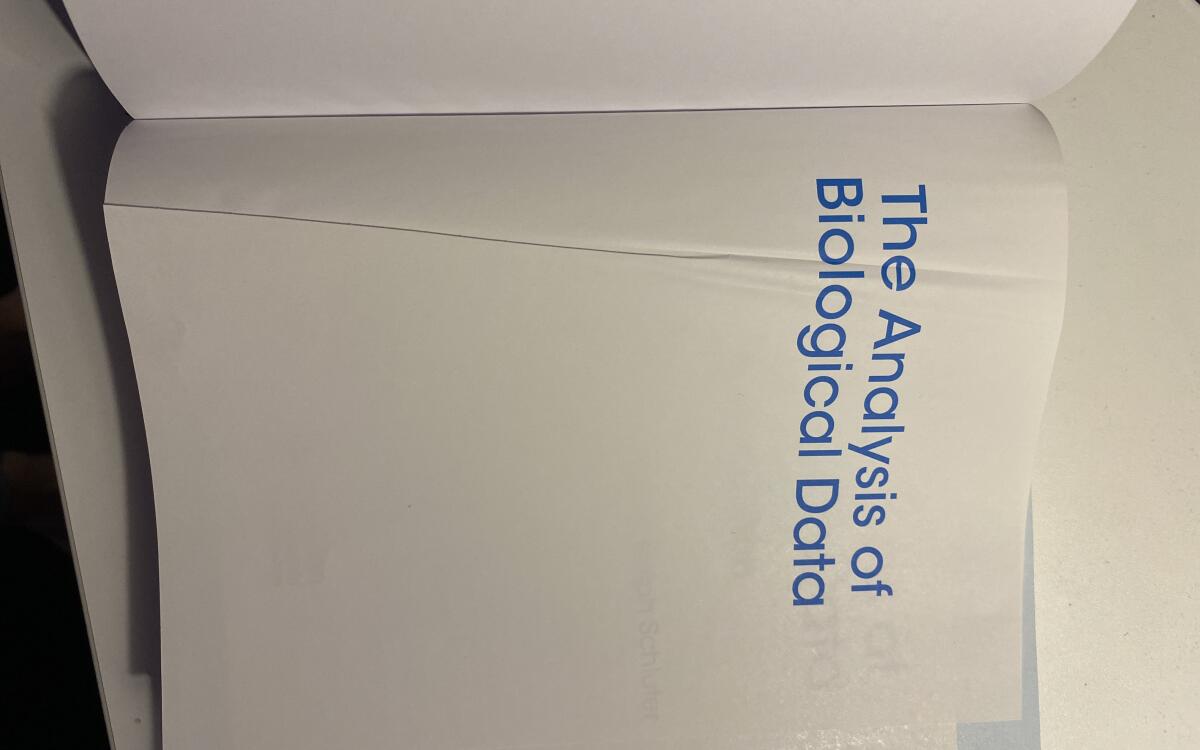 The Analysis of
Biological Data